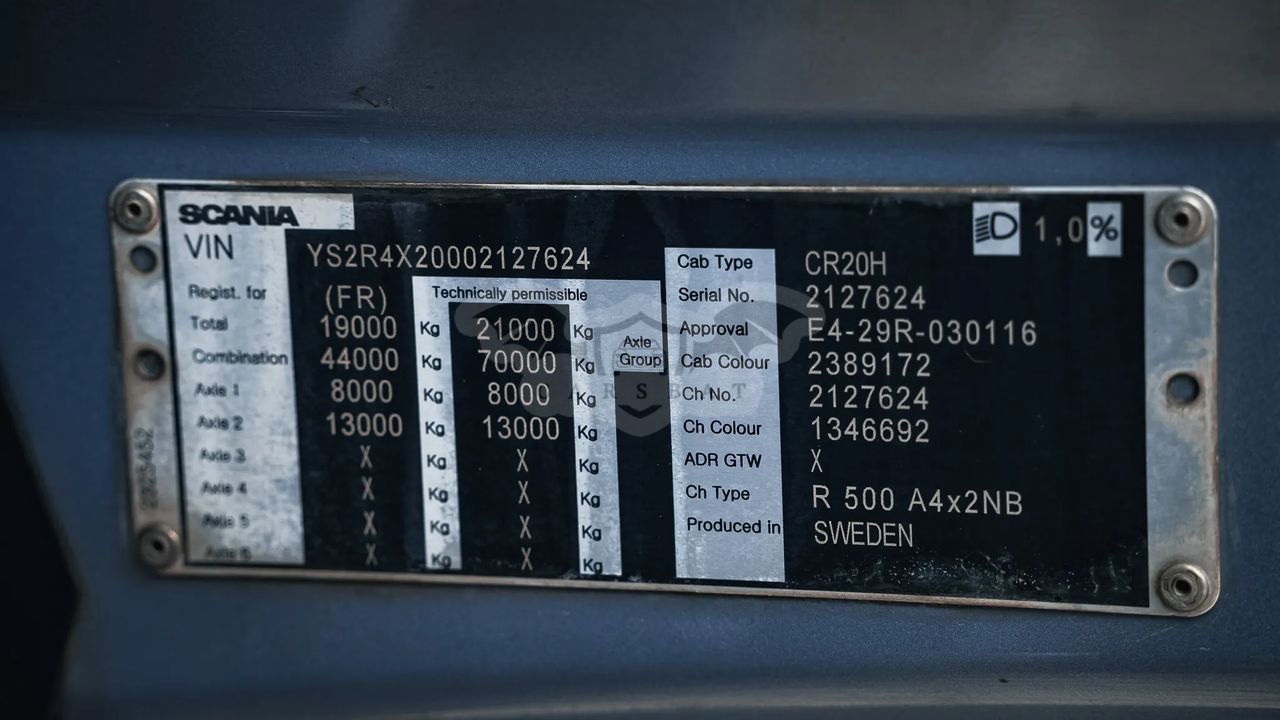 SCANIA
VIN YS2R4X20002127624
Regist. for (FR) Technically permissible
Total 19000 Kg 21000 Kg
Axle Group
Combination 44000 Kg 70000 Kg
Axle 1 8000 Kg 8000 Kg
Axle 2 13000 Kg 13000 Kg
Axle 3 X Kg X Kg
Axle 4 X Kg X Kg
Axle 5 X Kg X Kg
Axle 6 X Kg X Kg
1,0%
Cab Type CR20H
Serial No. 2127624
Approval E4-29R-030116
Cab Colour 2389172
Ch No. 2127624
Ch Colour 1346692
ADR GTW X
Ch Type R 500 A4x2NB
Produced in SWEDEN